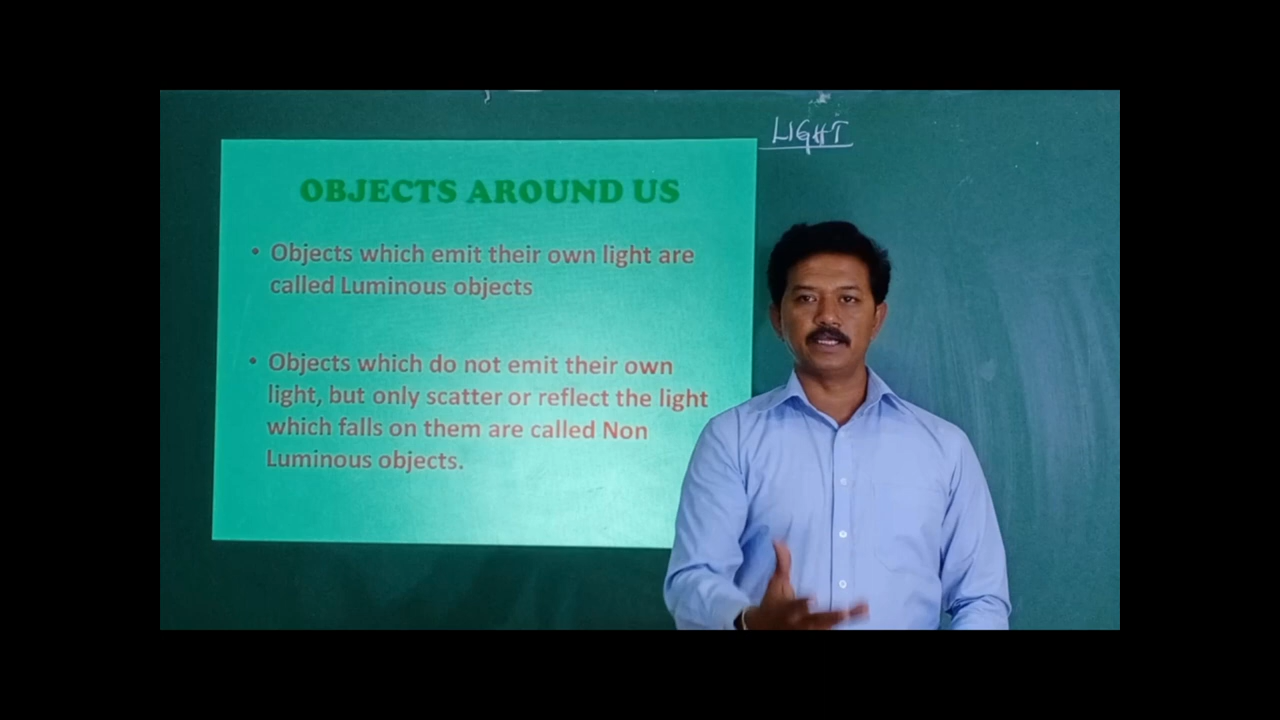 LIGHT
OBJECTS AROUND US
• Objects which emit their own light are
called Luminous objects
• Objects which do not emit their own
light, but only scatter or reflect the light
which falls on them are called Non
Luminous objects.